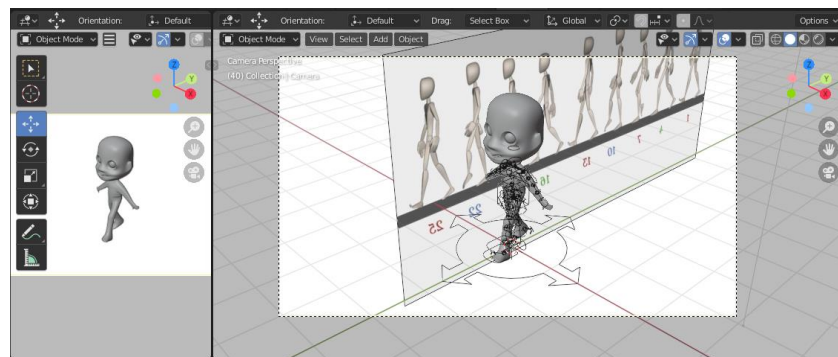 Orientation: Default
Object Mode
Orientation: Default Drag: Select Box Global Options
Object Mode View Select Add Object
Camera Perspective
(40) Collection | Camera
Z
Y
X
Z
Y
X
25 22 16 13 10 7 4 1